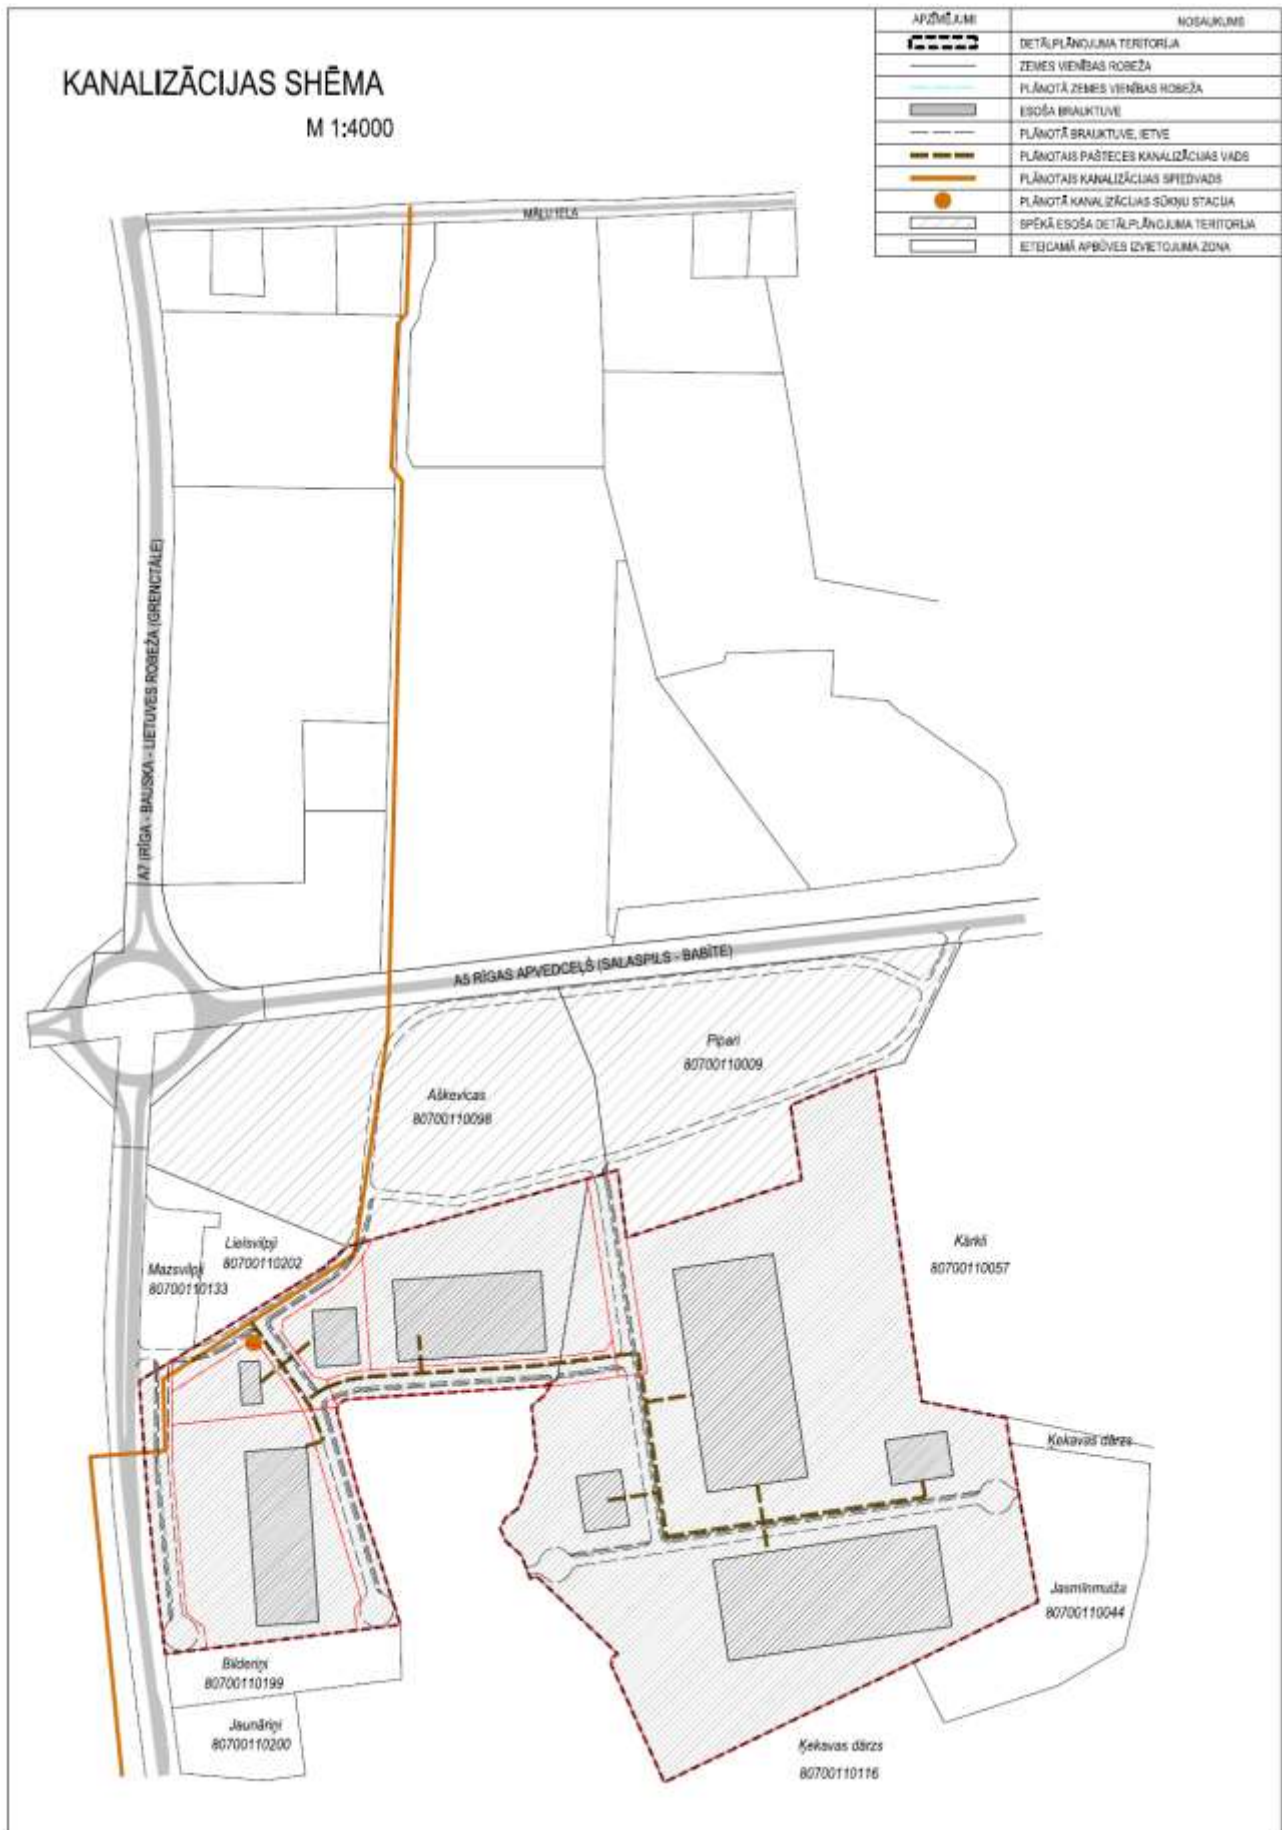 KANALIZĀCIJAS SHĒMA
M 1:4000
APZĪMĒJUMI NOSAUKUMS
DETĀLPLĀNOJUMA TERITORIJA
ZEMES VIENĪBAS ROBEŽA
PLĀNOTĀ ZEMES VIENĪBAS ROBEŽA
ESOŠA BRAUKTUVE
PLĀNOTĀ BRAUKTUVE, IETVE
PLĀNOTAIS PAŠTECES KANALIZĀCIJAS VADS
PLĀNOTAIS KANALIZĀCIJAS SPIEDVADS
PLĀNOTĀ KANALIZĀCIJAS SŪKŅU STACIJA
SPĒKĀ ESOŠA DETĀLPLĀNOJUMA TERITORIJA
IETEICAMĀ APBŪVES IZVIETOJUMA ZONA
MĀLU IELA
A7 (RĪGA - BAUSKA - LIETUVES ROBEŽA (GRENCTĀLE)
A5 RĪGAS APVEDCEĻŠ (SALASPILS - BABĪTE)
Pipari
80700110009
Aškevicas
80700110098
Lielsvilpji
80700110202
Mazsvilpji
80700110133
Kārkli
80700110057
Ķekavas dārzs
Jasmīnmuiža
80700110044
Bilderiņi
80700110199
Jaunāriņi
80700110200
Ķekavas dārzs
80700110116